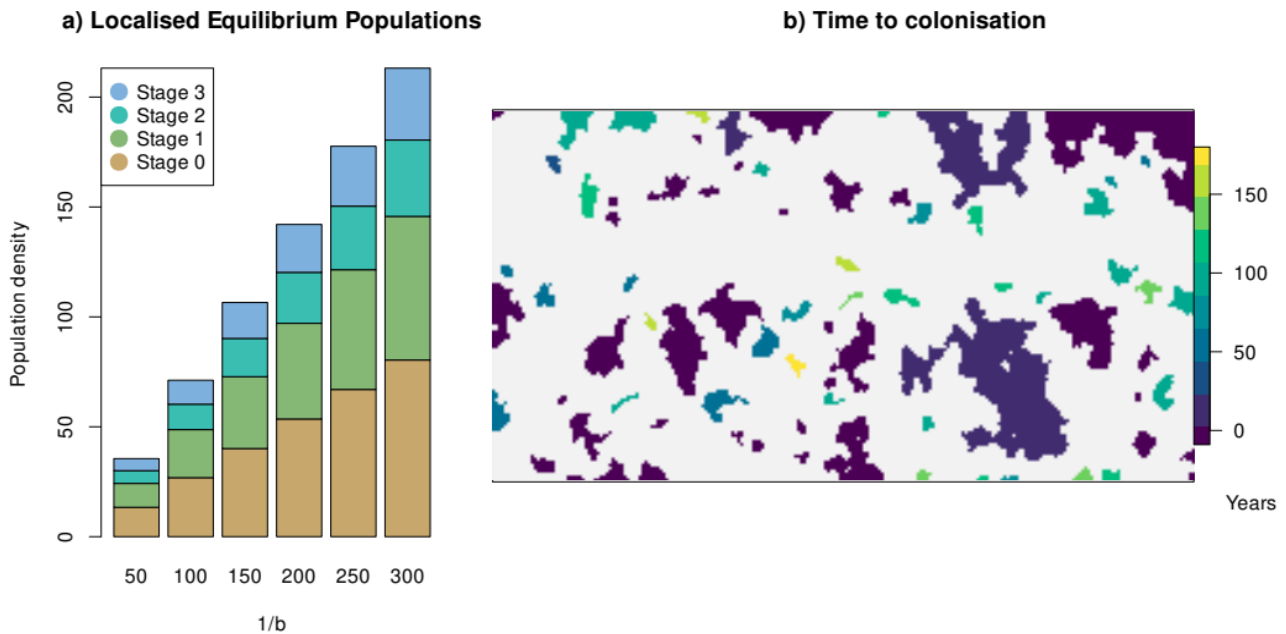 a) Localised Equilibrium Populations
b) Time to colonisation
Population density
200
150
100
50
0
Stage 3
Stage 2
Stage 1
Stage 0
50 100 150 200 250 300
1/b
150
100
50
0
Years